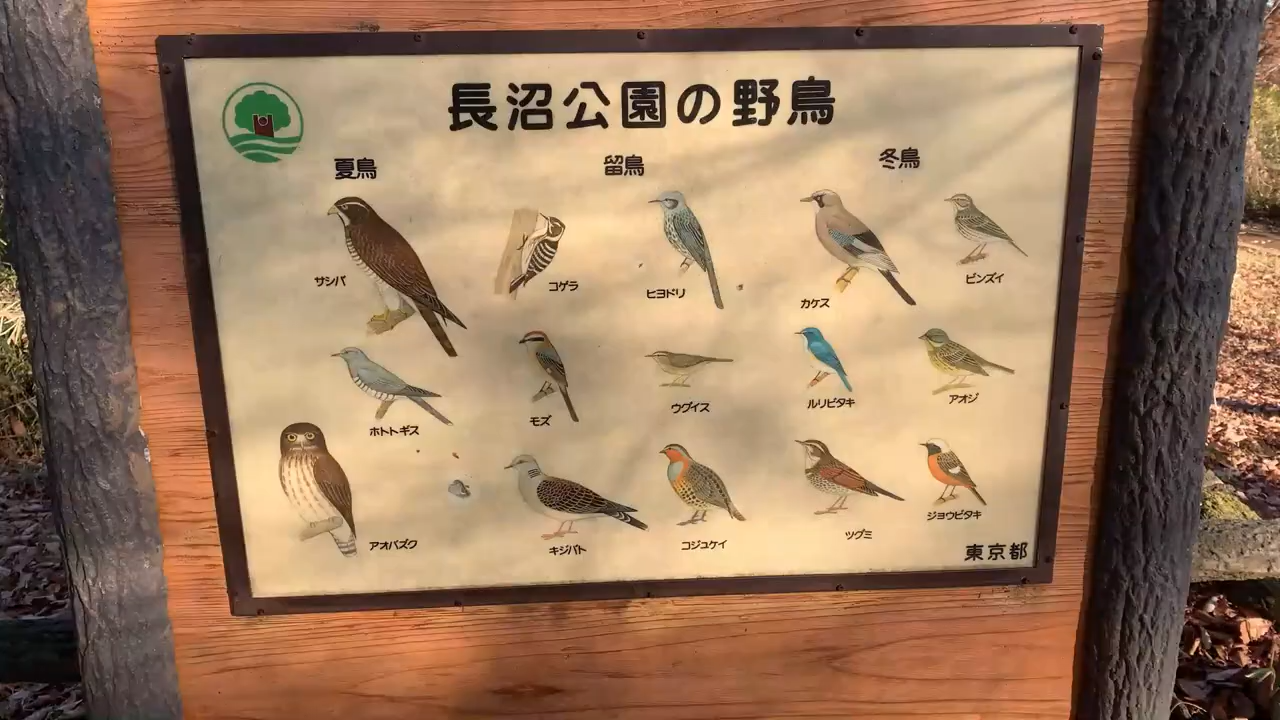 長沼公園の野鳥
夏鳥
留鳥
冬鳥
サシバ
コゲラ
ヒヨドリ
カケス
ビンズイ
ホトトギス
モズ
ウグイス
ルリビタキ
アオジ
アオバズク
キジバト
コジュケイ
ツグミ
ジョウビタキ
東京都